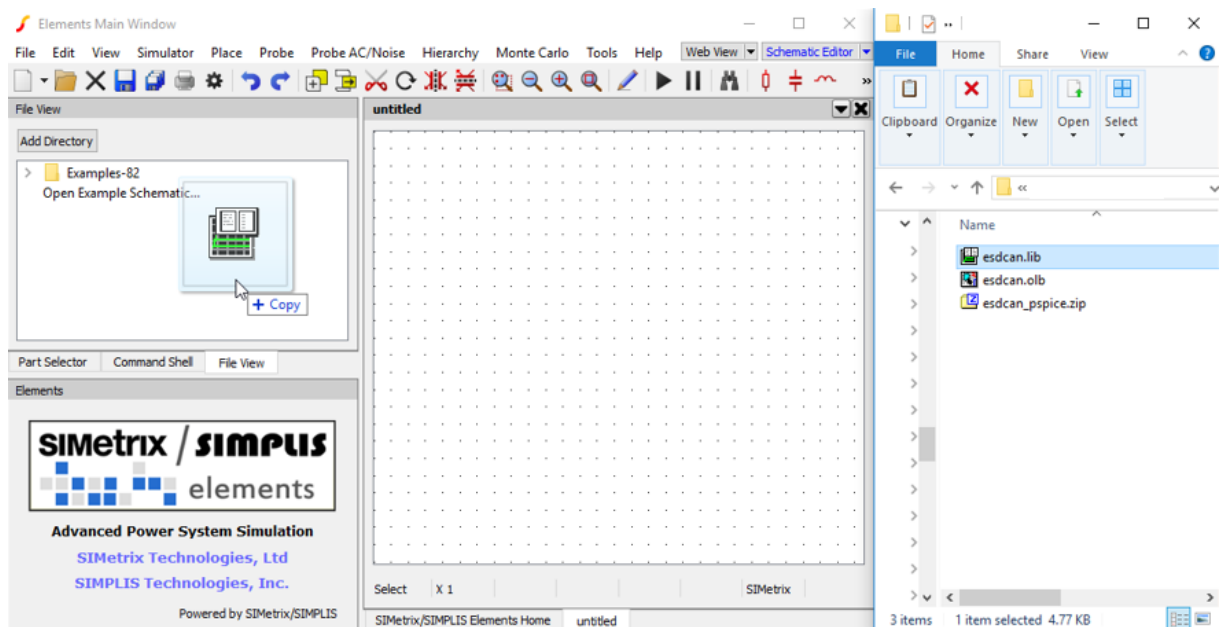 Elements Main Window
File Edit View Simulator Place Probe Probe AC/Noise Hierarchy Monte Carlo Tools Help Web View Schematic Editor
»
File View
Add Directory
Examples-82
Open Example Schematic...
+ Copy
Part Selector Command Shell File View
Elements
SIMetrix / SIMPLIS
elements
Advanced Power System Simulation
SIMetrix Technologies, Ltd
SIMPLIS Technologies, Inc.
Powered by SIMetrix/SIMPLIS
untitled
Select X 1 SIMetrix
SIMetrix/SIMPLIS Elements Home untitled
File Home Share View
Clipboard Organize New Open Select
«
Name
esdcan.lib
esdcan.olb
esdcan_pspice.zip
3 items 1 item selected 4.77 KB